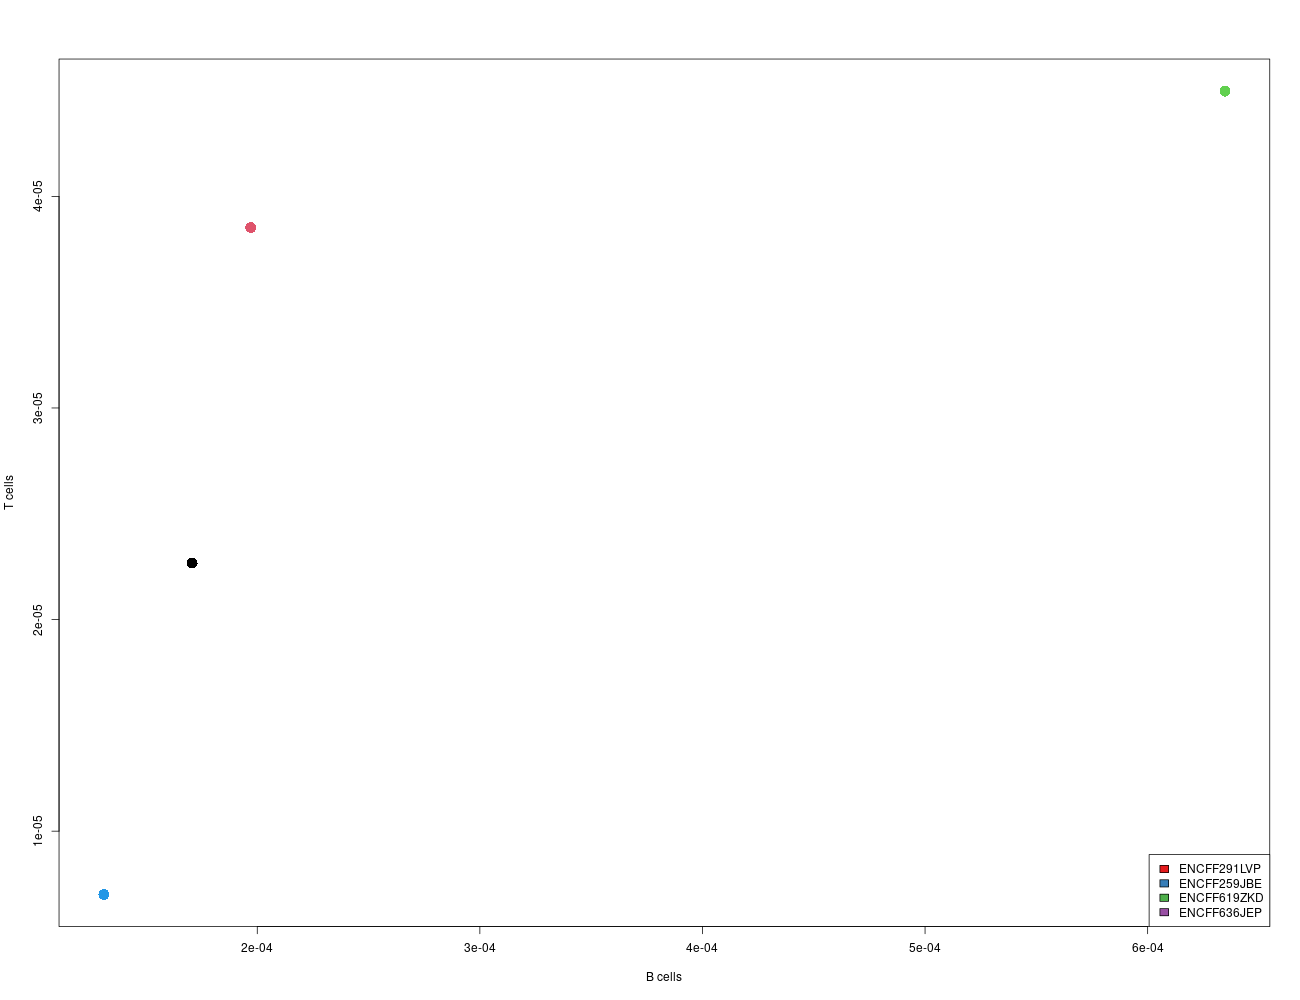 4e-05
3e-05
T cells
2e-05
1e-05
ENCFF291LVP
ENCFF259JBE
ENCFF619ZKD
ENCFF636JEP
2e-04 3e-04 4e-04 5e-04 6e-04
B cells